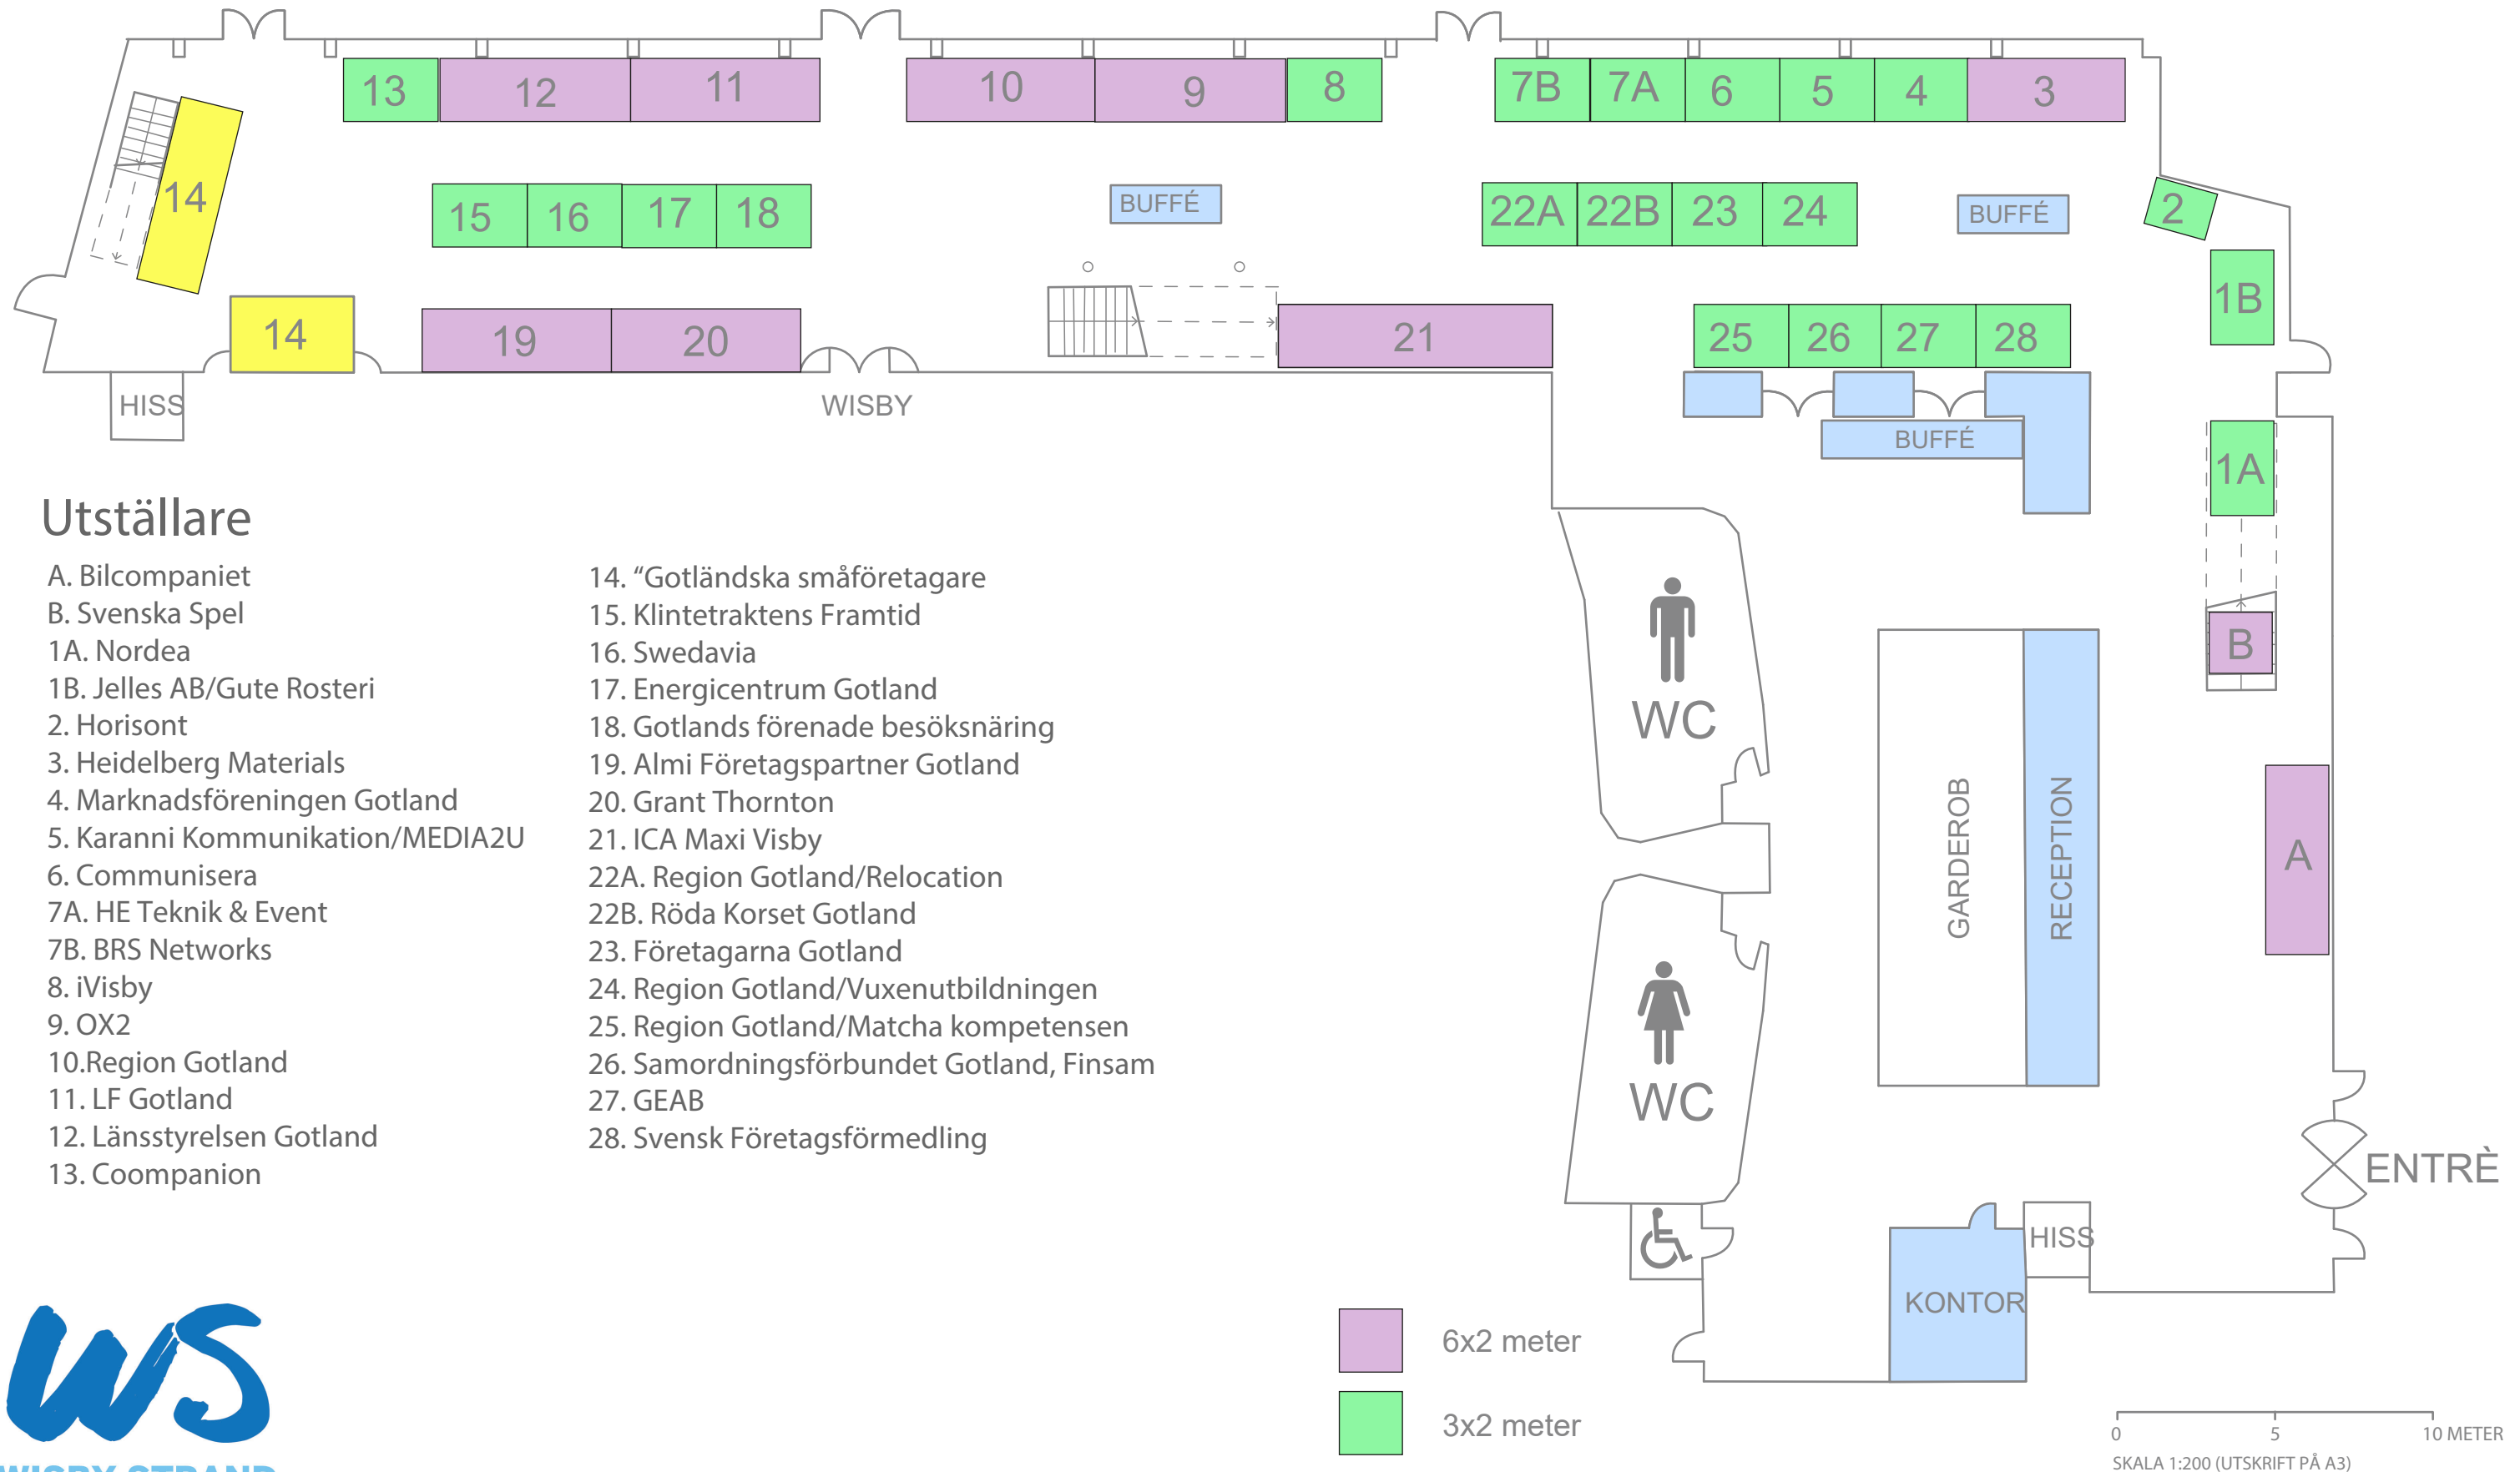 13
12
11
10
9
8
7B
7A
6
5
4
3
14
15
16
17
18
BUFFÉ
22A
22B
23
24
BUFFÉ
2
1B
14
19
20
21
25
26
27
28
HISS
WISBY
BUFFÉ
1A
Utställare
A. Bilcompaniet
B. Svenska Spel
1A. Nordea
1B. Jelles AB/Gute Rosteri
2. Horisont
3. Heidelberg Materials
4. Marknadsföreningen Gotland
5. Karanni Kommunikation/MEDIA2U
6. Communisera
7A. HE Teknik & Event
7B. BRS Networks
8. iVisby
9. OX2
10.Region Gotland
11. LF Gotland
12. Länsstyrelsen Gotland
13. Coompanion
14. “Gotländska småföretagare
15. Klintetraktens Framtid
16. Swedavia
17. Energicentrum Gotland
18. Gotlands förenade besöksnäring
19. Almi Företagspartner Gotland
20. Grant Thornton
21. ICA Maxi Visby
22A. Region Gotland/Relocation
22B. Röda Korset Gotland
23. Företagarna Gotland
24. Region Gotland/Vuxenutbildningen
25. Region Gotland/Matcha kompetensen
26. Samordningsförbundet Gotland, Finsam
27. GEAB
28. Svensk Företagsförmedling
WC
B
GARDEROB
RECEPTION
A
WC
ENTRÈ
HISS
KONTOR
6x2 meter
3x2 meter
0 5 10 METER
SKALA 1:200 (UTSKRIFT PÅ A3)
WS
WISBY STRAND